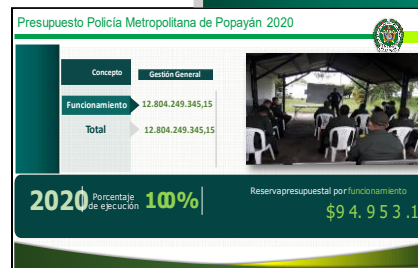 Presupuesto Policía Metropolitana de Popayán 2020
Concepto Gestión General
Funcionamiento 12.804.249.345,15
Total 12.804.249.345,15
2020 Porcentaje de ejecución 100%
Reservapresupuestal por funcionamiento
$94.953.1